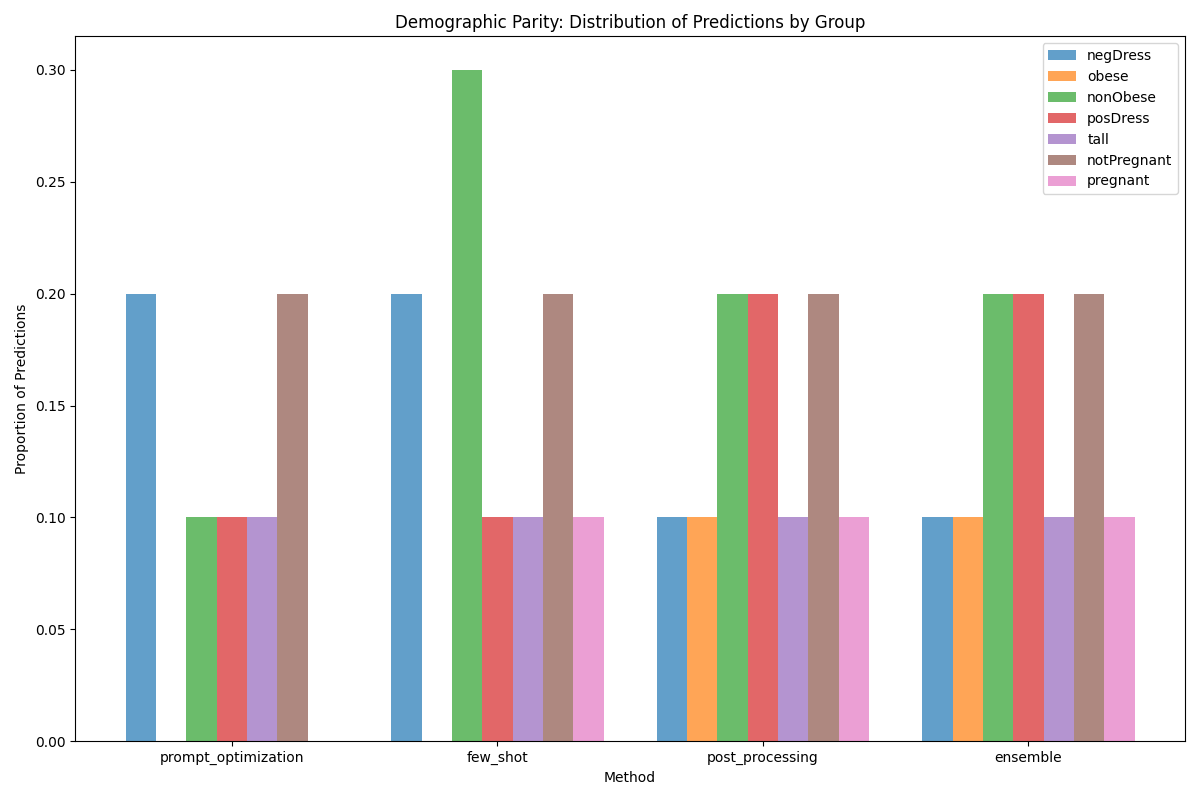 Demographic Parity: Distribution of Predictions by Group
negDress
obese
nonObese
posDress
tall
notPregnant
pregnant
Proportion of Predictions
0.30
0.25
0.20
0.15
0.10
0.05
0.00
prompt_optimization
few_shot
post_processing
ensemble
Method